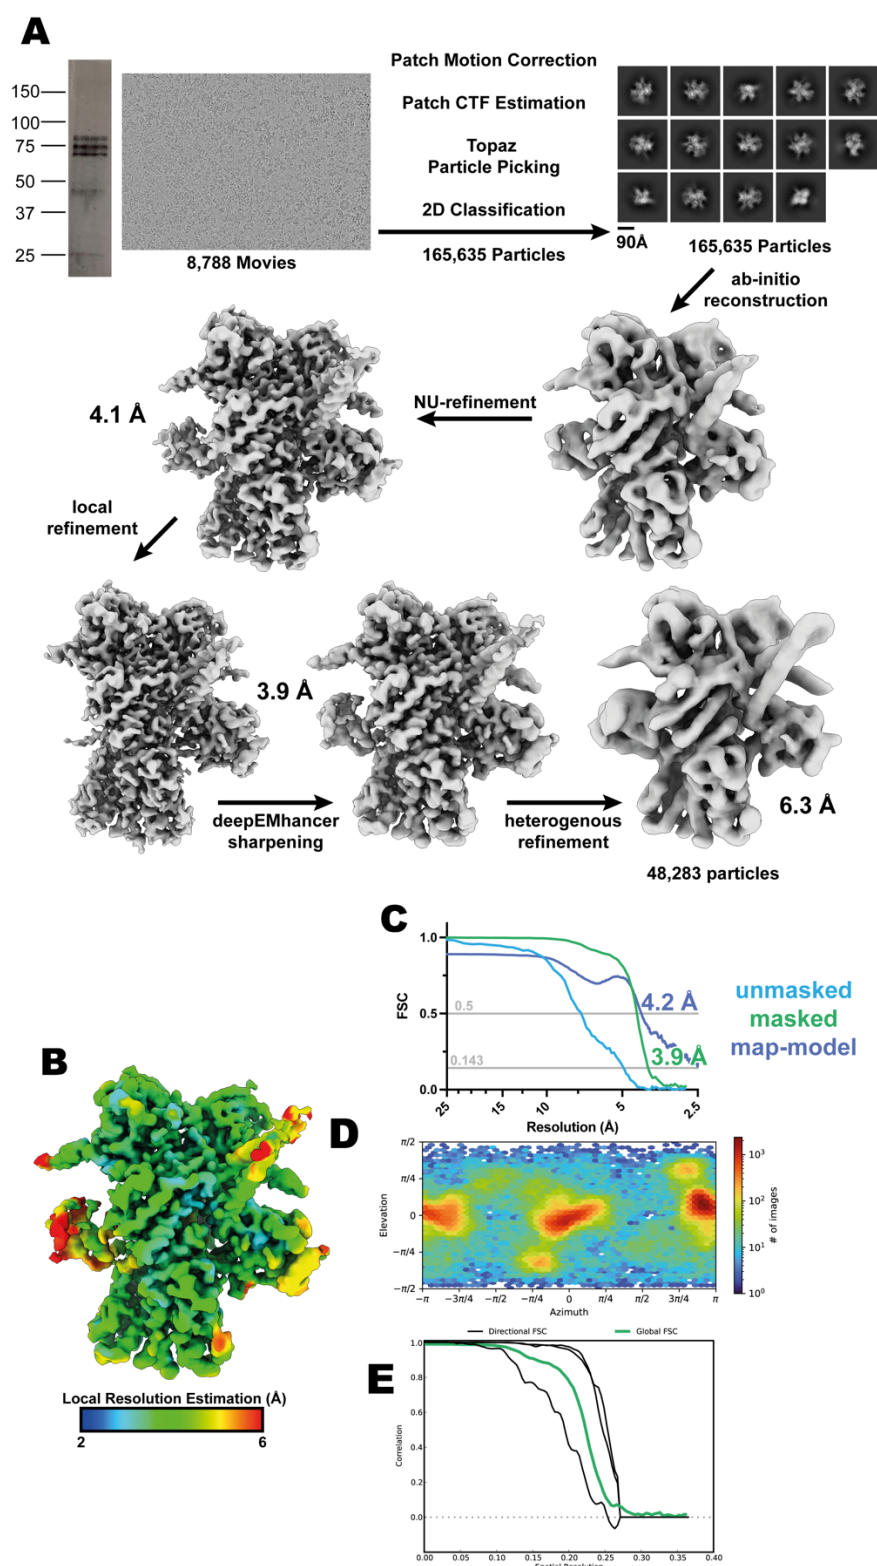 A
150
100
75
50
37
25
8,788 Movies
Patch Motion Correction
Patch CTF Estimation
Topaz
Particle Picking
2D Classification
165,635 Particles
90Å
165,635 Particles
ab-initio
reconstruction
NU-refinement
4.1 Å
local
refinement
3.9 Å
deepEMhancer
sharpening
heterogenous
refinement
6.3 Å
48,283 particles
C
FSC
1.0
0.5
0.0
0.5
0.143
4.2 Å
3.9 Å
25
15
10
5
2.5
Resolution (Å)
unmasked
masked
map-model
B
Local Resolution Estimation (Å)
2
6
D
Elevation
π/2
π/4
0
−π/4
−π/2
−π
−3π/4
−π/2
−π/4
0
π/4
π/2
3π/4
π
Azimuth
10³
10²
10¹
10⁰
# of images
E
Directional FSC
Global FSC
Correlation
1.0
0.8
0.6
0.4
0.2
0.0
0.00
0.05
0.10
0.15
0.20
0.25
0.30
0.35
0.40
Spatial Resolution